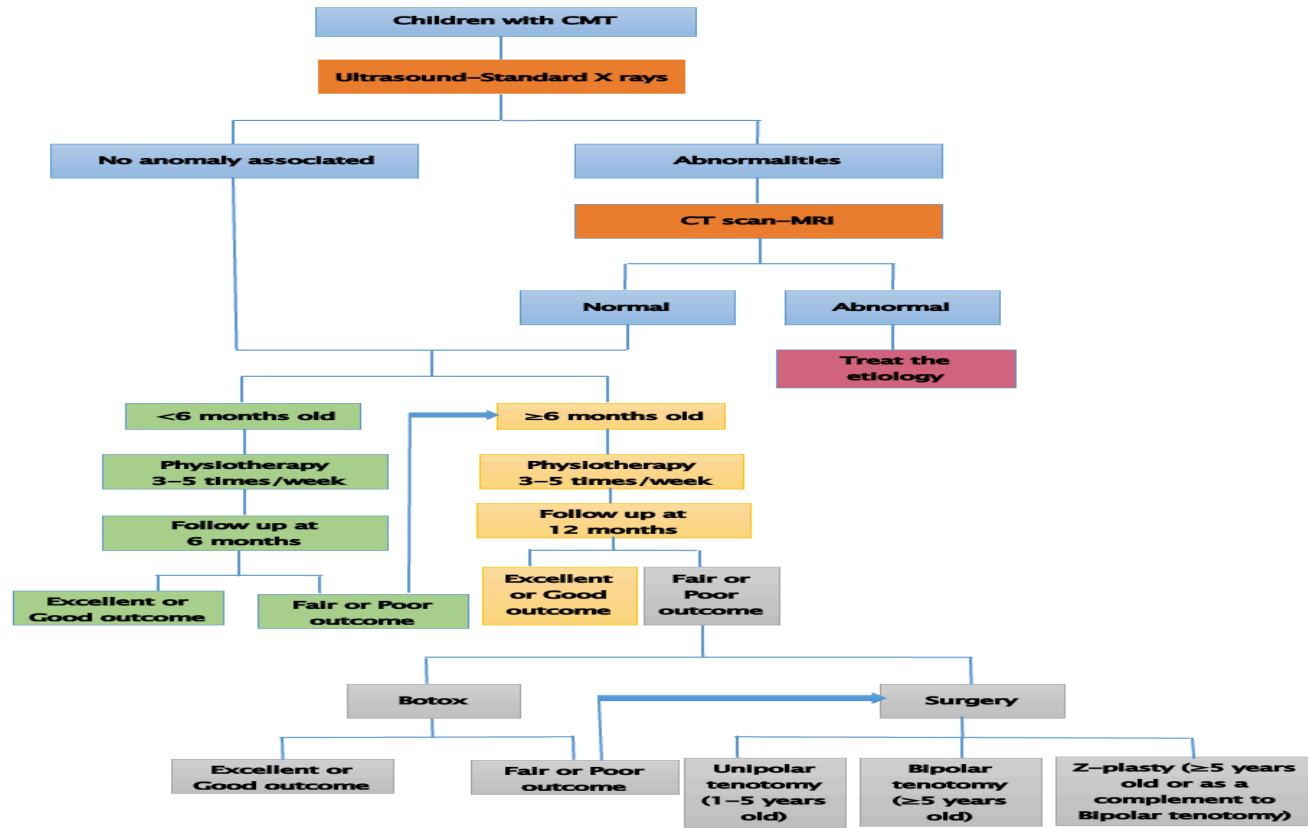 Children with CMT
Ultrasound-Standard X rays
No anomaly associated
Abnormalities
CT scan-MRI
Normal
Abnormal
Treat the
etiology
<6 months old
≥6 months old
Physiotherapy
3-5 times/week
Physiotherapy
3-5 times/week
Follow up at
6 months
Follow up at
12 months
Excellent or
Good outcome
Fair or Poor
outcome
Excellent
or Good
outcome
Fair or
Poor
outcome
Botox
Surgery
Excellent or
Good outcome
Fair or Poor
outcome
Unipolar
tenotomy
(1-5 years
old)
Bipolar
tenotomy
(≥5 years
old)
Z-plasty (≥5 years
old or as a
complement to
Bipolar tenotomy)